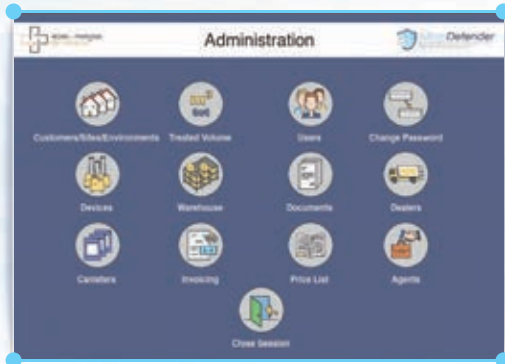 Administration
Defender
Customers/Sites/Environments Treated Volume Users Change Password
Devices Warehouse Documents Dealers
Canisters Invoicing Price List Agents
Close Session